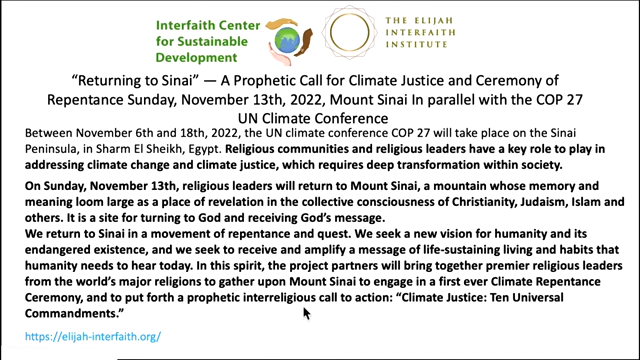 Interfaith Center
for Sustainable
Development
THE ELIJAH
INTERFAITH
INSTITUTE
“Returning to Sinai” — A Prophetic Call for Climate Justice and Ceremony of
Repentance Sunday, November 13th, 2022, Mount Sinai In parallel with the COP 27
UN Climate Conference
Between November 6th and 18th, 2022, the UN climate conference COP 27 will take place on the Sinai
Peninsula, in Sharm El Sheikh, Egypt. Religious communities and religious leaders have a key role to play in
addressing climate change and climate justice, which requires deep transformation within society.
On Sunday, November 13th, religious leaders will return to Mount Sinai, a mountain whose memory and
meaning loom large as a place of revelation in the collective consciousness of Christianity, Judaism, Islam and
others. It is a site for turning to God and receiving God’s message.
We return to Sinai in a movement of repentance and quest. We seek a new vision for humanity and its
endangered existence, and we seek to receive and amplify a message of life-sustaining living and habits that
humanity needs to hear today. In this spirit, the project partners will bring together premier religious leaders
from the world’s major religions to gather upon Mount Sinai to engage in a first ever Climate Repentance
Ceremony, and to put forth a prophetic interreligious call to action: “Climate Justice: Ten Universal
Commandments.”
https://elijah-interfaith.org/